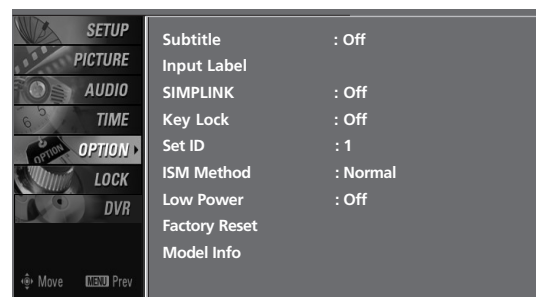 SETUP
PICTURE
AUDIO
TIME
OPTION
LOCK
DVR
Move MENU Prev
Subtitle : Off
Input Label
SIMPLINK : Off
Key Lock : Off
Set ID : 1
ISM Method : Normal
Low Power : Off
Factory Reset
Model Info